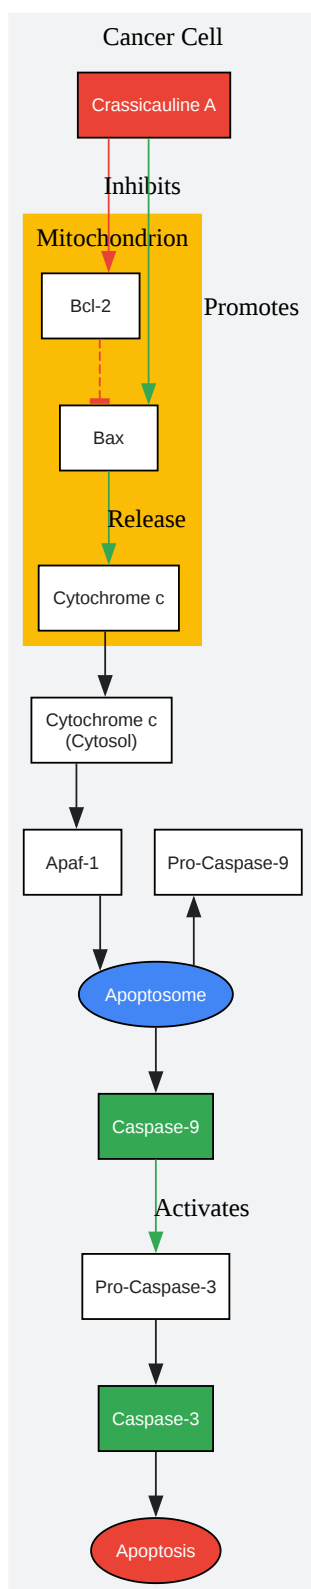 Cancer Cell
Crassicauline A
Inhibits
Mitochondrion
Bcl-2
Promotes
Bax
Release
Cytochrome c
Cytochrome c
(Cytosol)
Apaf-1
Pro-Caspase-9
Apoptosome
Caspase-9
Activates
Pro-Caspase-3
Caspase-3
Apoptosis